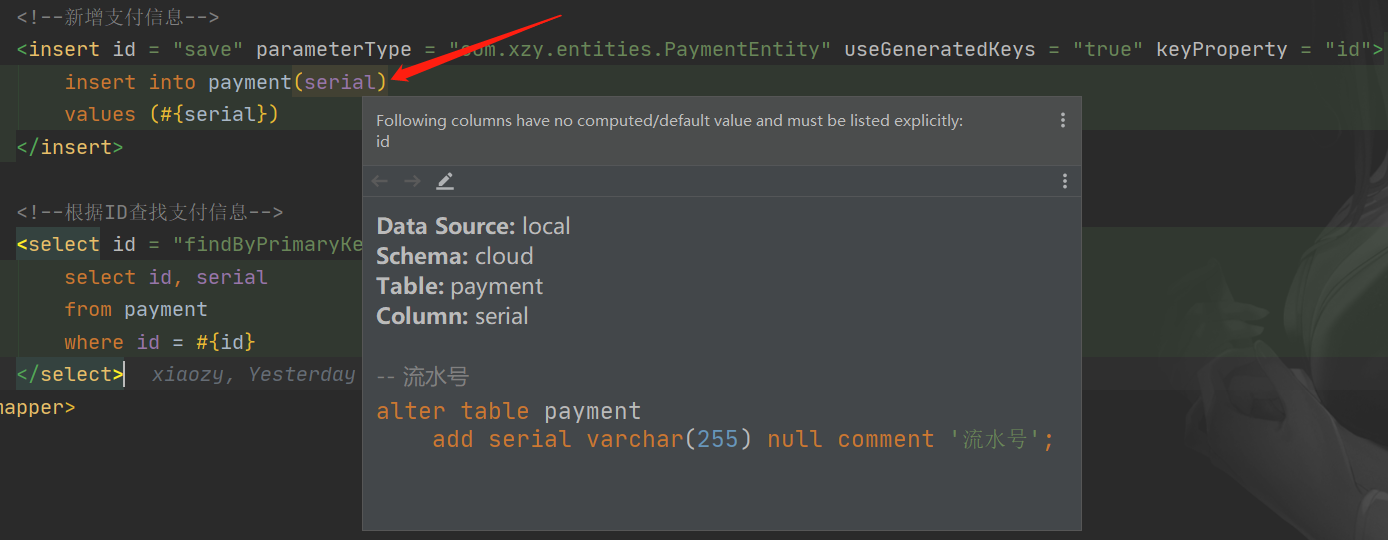 <!--新增支付信息-->
<insert id = "save" parameterType = "com.xzy.entities.PaymentEntity" useGeneratedKeys = "true" keyProperty = "id">
insert into payment(serial)
values (#{serial})
</insert>
<!--根据ID查找支付信息-->
<select id = "findByPrimaryKe
select id, serial
from payment
where id = #{id}
</select> xiaozy, Yesterday
mapper>
Following columns have no computed/default value and must be listed explicitly:
id
Data Source: local
Schema: cloud
Table: payment
Column: serial
-- 流水号
alter table payment
add serial varchar(255) null comment '流水号';